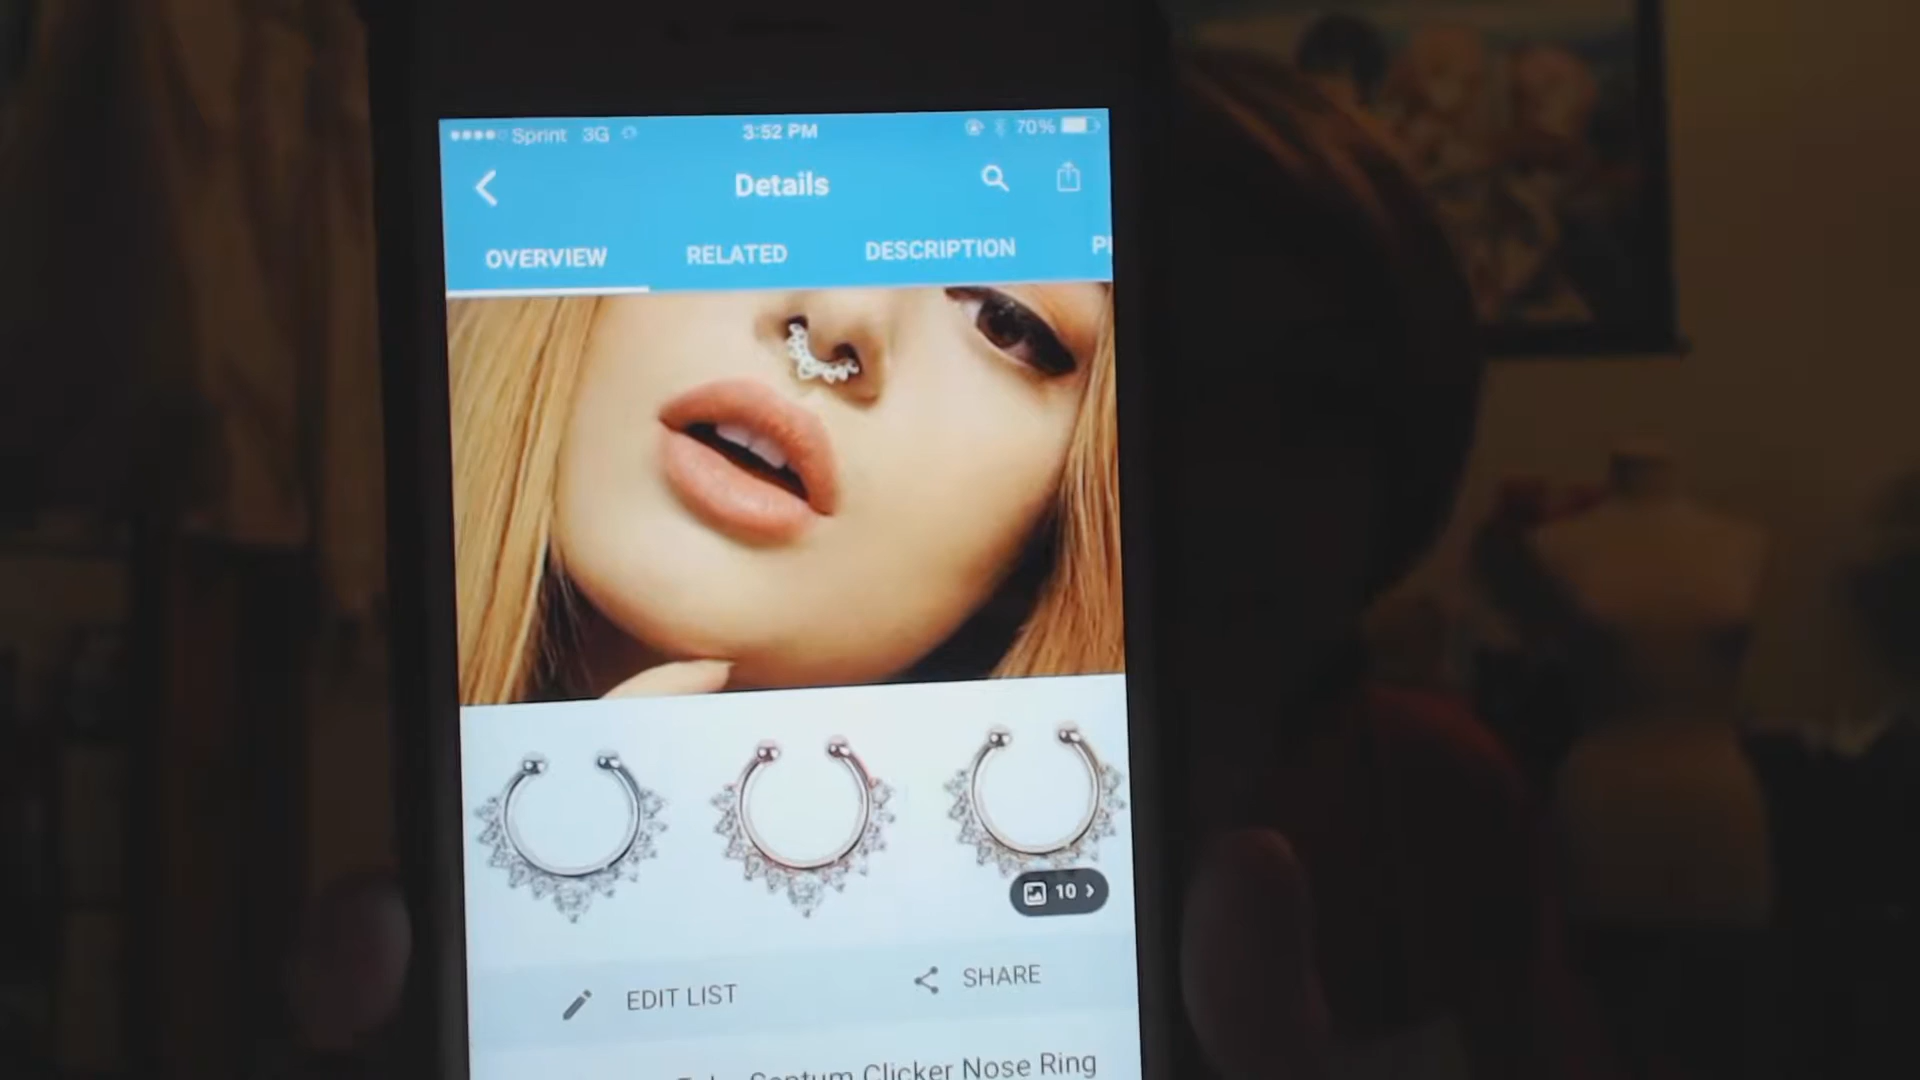 Sprint 3G 3:52 PM 70%
Details
OVERVIEW RELATED DESCRIPTION
10
EDIT LIST SHARE
Septum Clicker Nose Ring